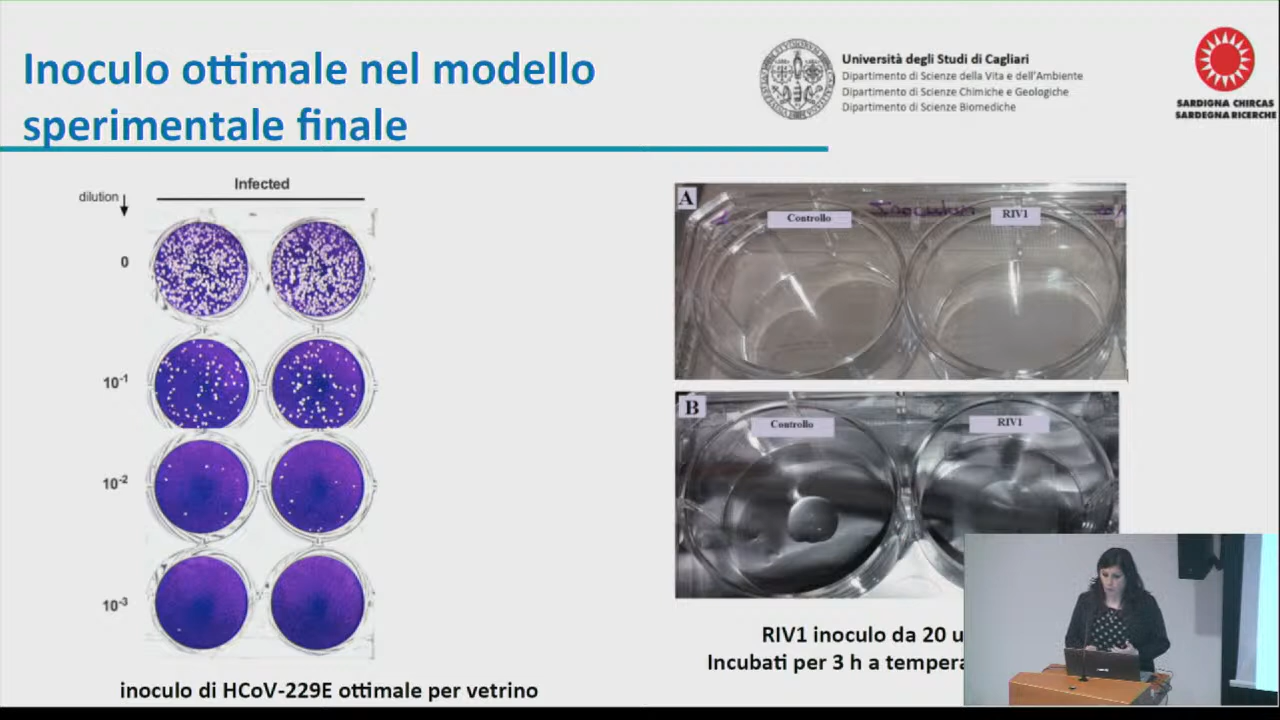 Inoculo ottimale nel modello
sperimentale finale
Università degli Studi di Cagliari
Dipartimento di Scienze della Vita e dell'Ambiente
Dipartimento di Scienze Chimiche e Geologiche
Dipartimento di Scienze Biomediche
SARDIGNA CHIRCAS
SARDEGNA RICERCHE
Infected
dilution
0
10-1
10-2
10-3
inoculo di HCoV-229E ottimale per vetrino
A
Controllo
Inoculum
RIV1
B
Controllo
RIV1
RIV1 inoculo da 20 u
Incubati per 3 h a tempera